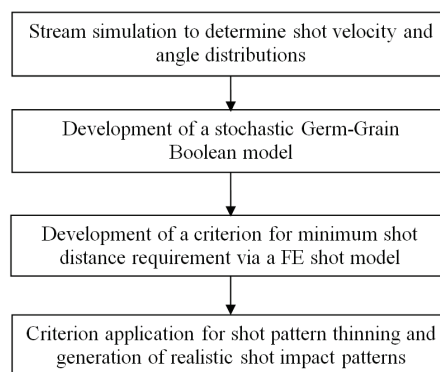 Stream simulation to determine shot velocity and
angle distributions
Development of a stochastic Germ-Grain
Boolean model
Development of a criterion for minimum shot
distance requirement via a FE shot model
Criterion application for shot pattern thinning and
generation of realistic shot impact patterns